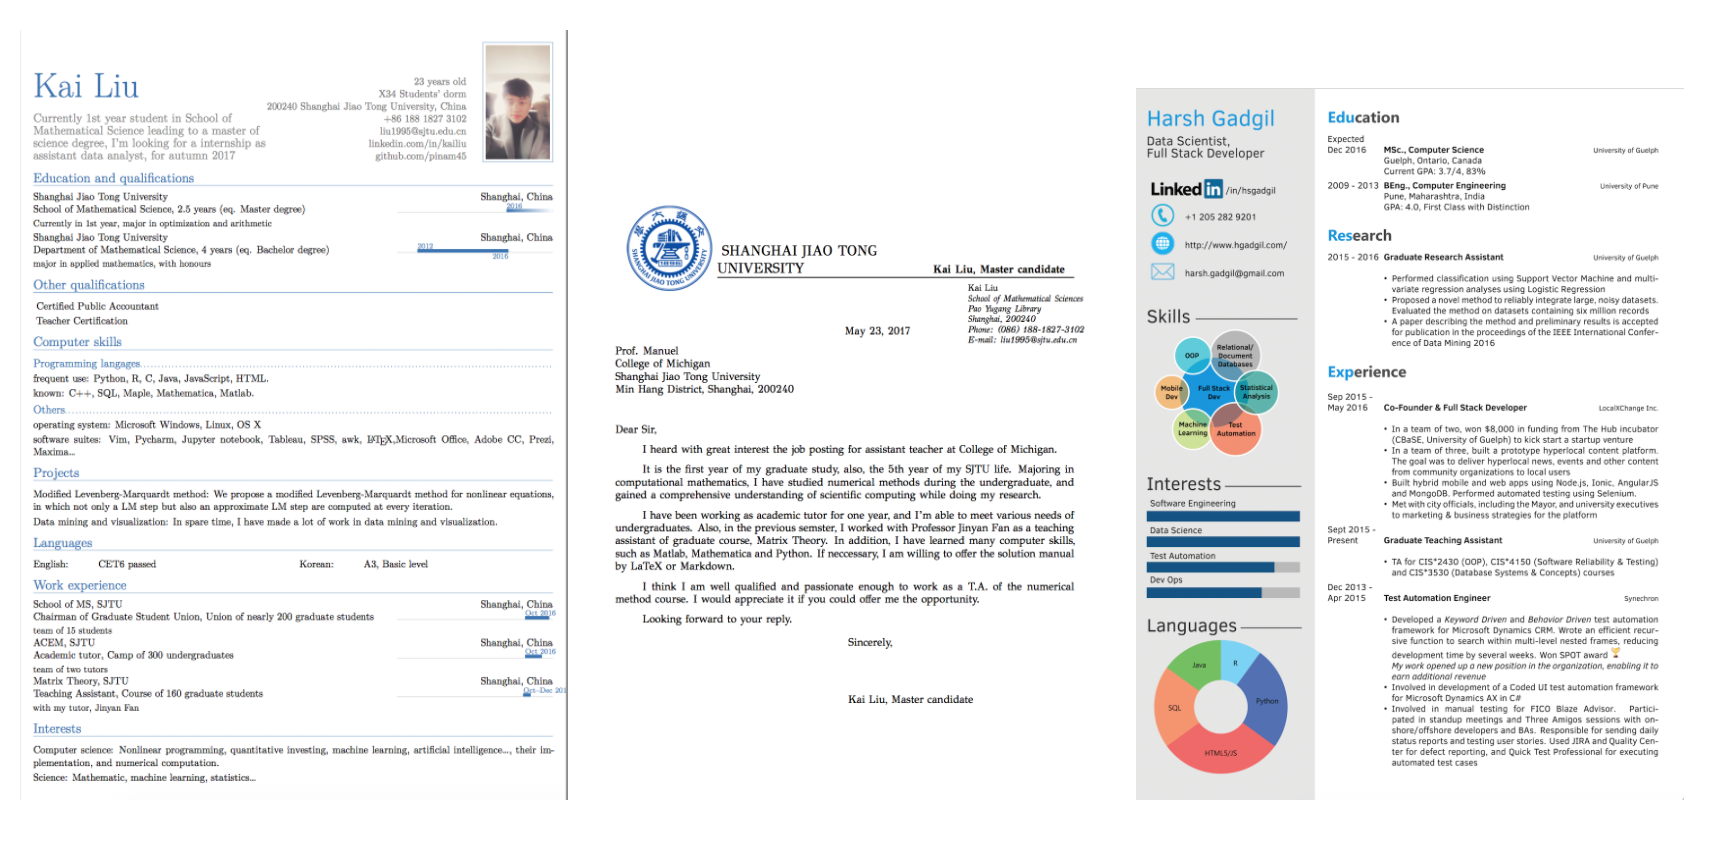 Kai Liu
Currently 1st year student in School of
Mathematical Science leading to a master of
science degree, I'm looking for a internship as
assistant data analyst, for autumn 2017
23 years old
X34 Students' dorm
200240 Shanghai Jiao Tong University, China
+86 188 1827 3102
liu1995@sjtu.edu.cn
linkedin.com/in/kailiu
github.com/pinam45
Education and qualifications
Shanghai Jiao Tong University Shanghai, China
School of Mathematical Science, 2.5 years (eq. Master degree) 2016
Currently in 1st year, major in optimization and arithmetic
Shanghai Jiao Tong University Shanghai, China
Department of Mathematical Science, 4 years (eq. Bachelor degree) 2012
2016
major in applied mathematics, with honours
Other qualifications
Certified Public Accountant
Teacher Certification
Computer skills
Programming langages
frequent use: Python, R, C, Java, JavaScript, HTML.
known: C++, SQL, Maple, Mathematica, Matlab.
Others
operating system: Microsoft Windows, Linux, OS X
software suites: Vim, Pycharm, Jupyter notebook, Tableau, SPSS, awk, LATEX,Microsoft Office, Adobe CC, Prezi,
Maxima...
Projects
Modified Levenberg-Marquardt method: We propose a modified Levenberg-Marquardt method for nonlinear equations,
in which not only a LM step but also an approximate LM step are computed at every iteration.
Data mining and visualization: In spare time, I have made a lot of work in data mining and visualization.
Languages
English: CET6 passed Korean: A3, Basic level
Work experience
School of MS, SJTU Shanghai, China
Chairman of Graduate Student Union, Union of nearly 200 graduate students Oct 2016
team of 15 students
ACEM, SJTU Shanghai, China
Academic tutor, Camp of 300 undergraduates Oct 2016
team of two tutors
Matrix Theory, SJTU Shanghai, China
Teaching Assistant, Course of 160 graduate students Oct–Dec 201
with my tutor, Jinyan Fan
Interests
Computer science: Nonlinear programming, quantitative investing, machine learning, artificial intelligence..., their im-
plementation, and numerical computation.
Science: Mathematic, machine learning, statistics...
SHANGHAI JIAO TONG UNIVERSITY
SHANGHAI JIAO TONG
UNIVERSITY
Kai Liu, Master candidate
Kai Liu
School of Mathematical Sciences
Pao Yugang Library
Shanghai, 200240
Phone: (086) 188-1827-3102
E-mail: liu1995@sjtu.edu.cn
May 23, 2017
Prof. Manuel
College of Michigan
Shanghai Jiao Tong University
Min Hang District, Shanghai, 200240
Dear Sir,
I heard with great interest the job posting for assistant teacher at College of Michigan.
It is the first year of my graduate study, also, the 5th year of my SJTU life. Majoring in
computational mathematics, I have studied numerical methods during the undergraduate, and
gained a comprehensive understanding of scientific computing while doing my research.
I have been working as academic tutor for one year, and I'm able to meet various needs of
undergraduates. Also, in the previous semster, I worked with Professor Jinyan Fan as a teaching
assistant of graduate course, Matrix Theory. In addition, I have learned many computer skills,
such as Matlab, Mathematica and Python. If neccessary, I am willing to offer the solution manual
by LaTeX or Markdown.
I think I am well qualified and passionate enough to work as a T.A. of the numerical
method course. I would appreciate it if you could offer me the opportunity.
Looking forward to your reply.
Sincerely,
Kai Liu, Master candidate
Harsh Gadgil
Data Scientist,
Full Stack Developer
Linked in /in/hsgadgil
+1 205 282 9201
http://www.hgadgil.com/
harsh.gadgil@gmail.com
Skills
OOP
Relational/
Document
Databases
Mobile
Dev
Full Stack
Dev
Statistical
Analysis
Machine
Learning
Test
Automation
Interests
Software Engineering
Data Science
Test Automation
Dev Ops
Languages
Java
R
SQL
Python
HTML5/JS
Education
Expected
Dec 2016 MSc., Computer Science University of Guelph
Guelph, Ontario, Canada
Current GPA: 3.7/4, 83%
2009 - 2013 BEng., Computer Engineering University of Pune
Pune, Maharashtra, India
GPA: 4.0, First Class with Distinction
Research
2015 - 2016 Graduate Research Assistant University of Guelph
• Performed classification using Support Vector Machine and multi-
variate regression analyses using Logistic Regression
• Proposed a novel method to reliably integrate large, noisy datasets.
Evaluated the method on datasets containing six million records
• A paper describing the method and preliminary results is accepted
for publication in the proceedings of the IEEE International Confer-
ence of Data Mining 2016
Experience
Sep 2015 -
May 2016 Co-Founder & Full Stack Developer LocalXChange Inc.
• In a team of two, won $8,000 in funding from The Hub incubator
(CBaSE, University of Guelph) to kick start a startup venture
• In a team of three, built a prototype hyperlocal content platform.
The goal was to deliver hyperlocal news, events and other content
from community organizations to local users
• Built hybrid mobile and web apps using Node.js, Ionic, AngularJS
and MongoDB. Performed automated testing using Selenium.
• Met with city officials, including the Mayor, and university executives
to marketing & business strategies for the platform
Sept 2015 -
Present Graduate Teaching Assistant University of Guelph
• TA for CIS*2430 (OOP), CIS*4150 (Software Reliability & Testing)
and CIS*3530 (Database Systems & Concepts) courses
Dec 2013 -
Apr 2015 Test Automation Engineer Synechron
• Developed a Keyword Driven and Behavior Driven test automation
framework for Microsoft Dynamics CRM. Wrote an efficient recur-
sive function to search within multi-level nested frames, reducing
development time by several weeks. Won SPOT award
My work opened up a new position in the organization, enabling it to
earn additional revenue
• Involved in development of a Coded UI test automation framework
for Microsoft Dynamics AX in C#
• Involved in manual testing for FICO Blaze Advisor. Partici-
pated in standup meetings and Three Amigos sessions with on-
shore/offshore developers and BAs. Responsible for sending daily
status reports and testing user stories. Used JIRA and Quality Cen-
ter for defect reporting, and Quick Test Professional for executing
automated test cases